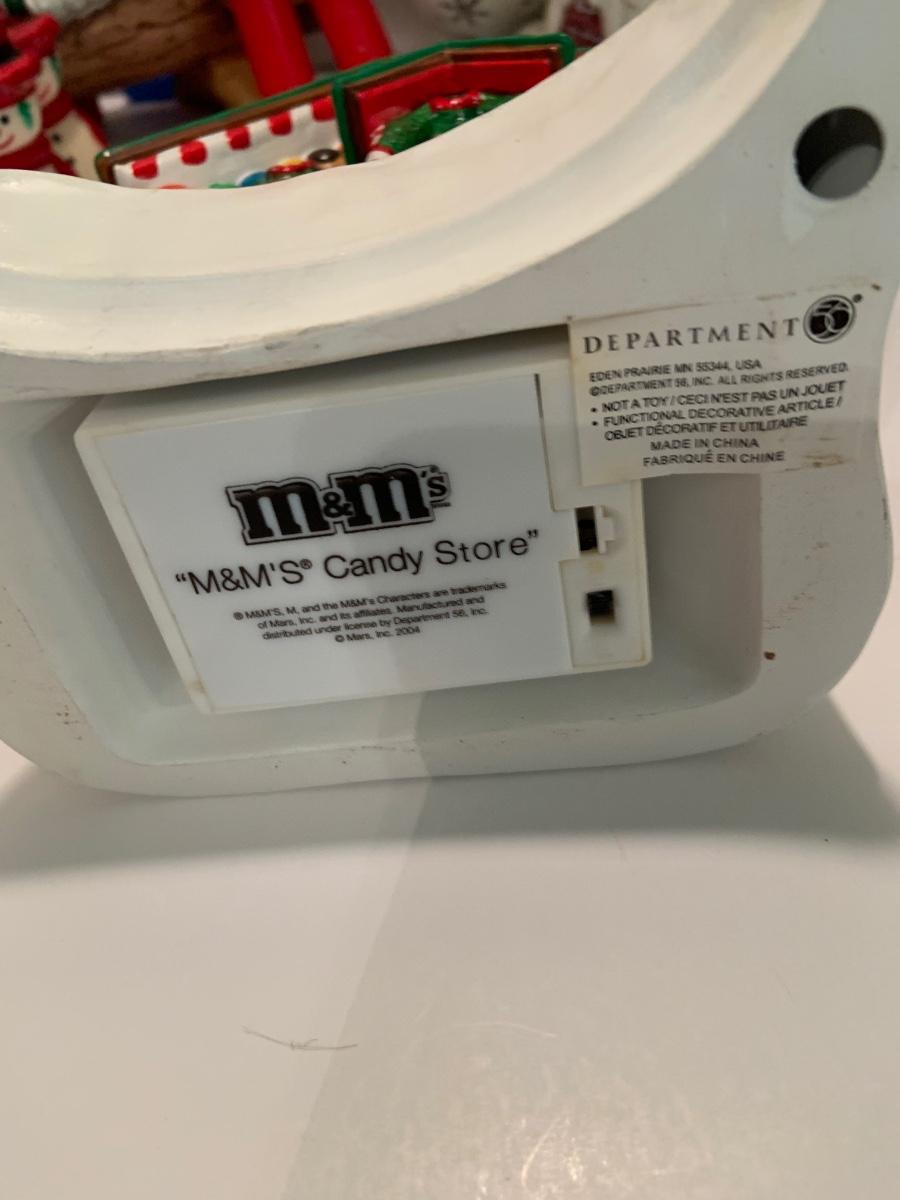 DEPARTMENT 56®
EDEN PRAIRIE MN 55344, USA
©DEPARTMENT 56, INC. ALL RIGHTS RESERVED.
• NOT A TOY / CECI N'EST PAS UN JOUET
• FUNCTIONAL DECORATIVE ARTICLE /
OBJET DÉCORATIF ET UTILITAIRE
MADE IN CHINA
FABRIQUÉ EN CHINE
m&m's
"M&M'S® Candy Store"
® M&M'S, M, and the M&M's Characters are trademarks
of Mars, Inc. and its affiliates. Manufactured and
distributed under license by Department 56, Inc.
© Mars, Inc. 2004